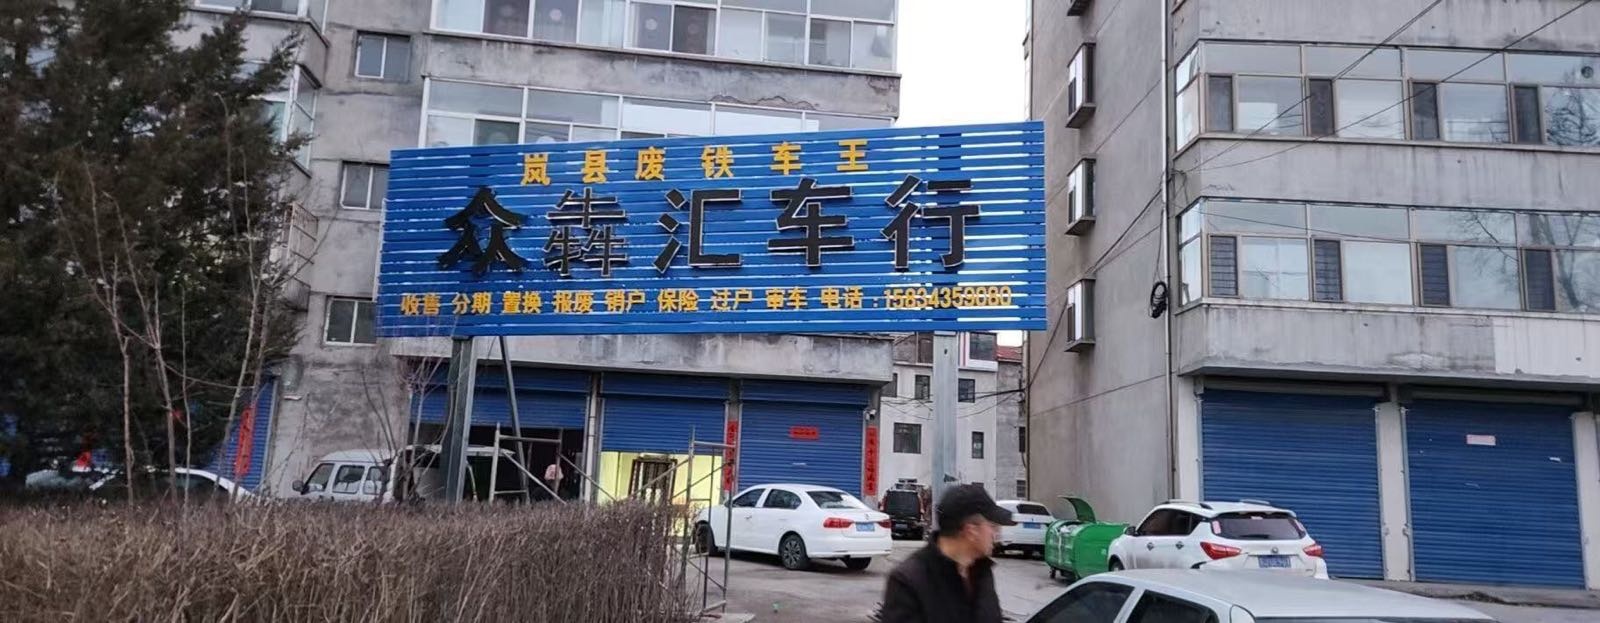 岚县废铁车王
众犇汇车行
收售 分期 置换 报废 销户 保险 过户 审车 电话:15834359080